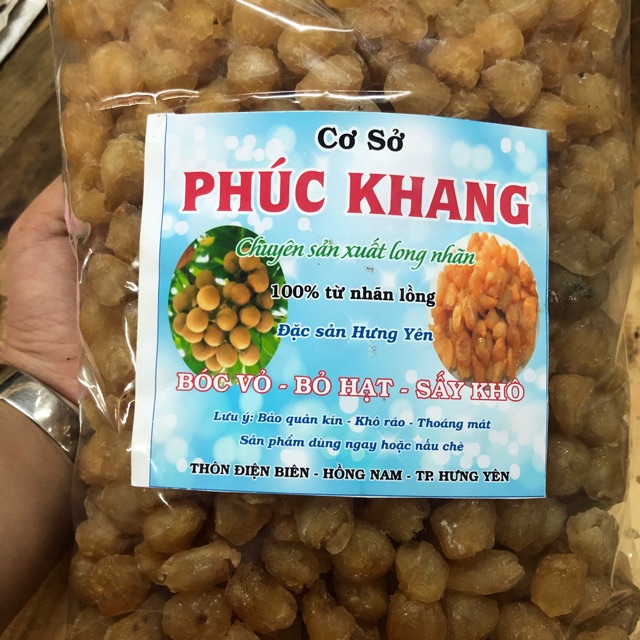 Cơ Sở
PHÚC KHANG
Chuyên sản xuất long nhãn
100% từ nhãn lồng
Đặc sản Hưng Yên
BÓC VỎ - BỎ HẠT - SẤY KHÔ
Lưu ý: Bảo quản kín - Khô ráo - Thoáng mát
Sản phẩm dùng ngay hoặc nấu chè
THÔN ĐIỆN BIÊN - HỒNG NAM - TP. HƯNG YÊN